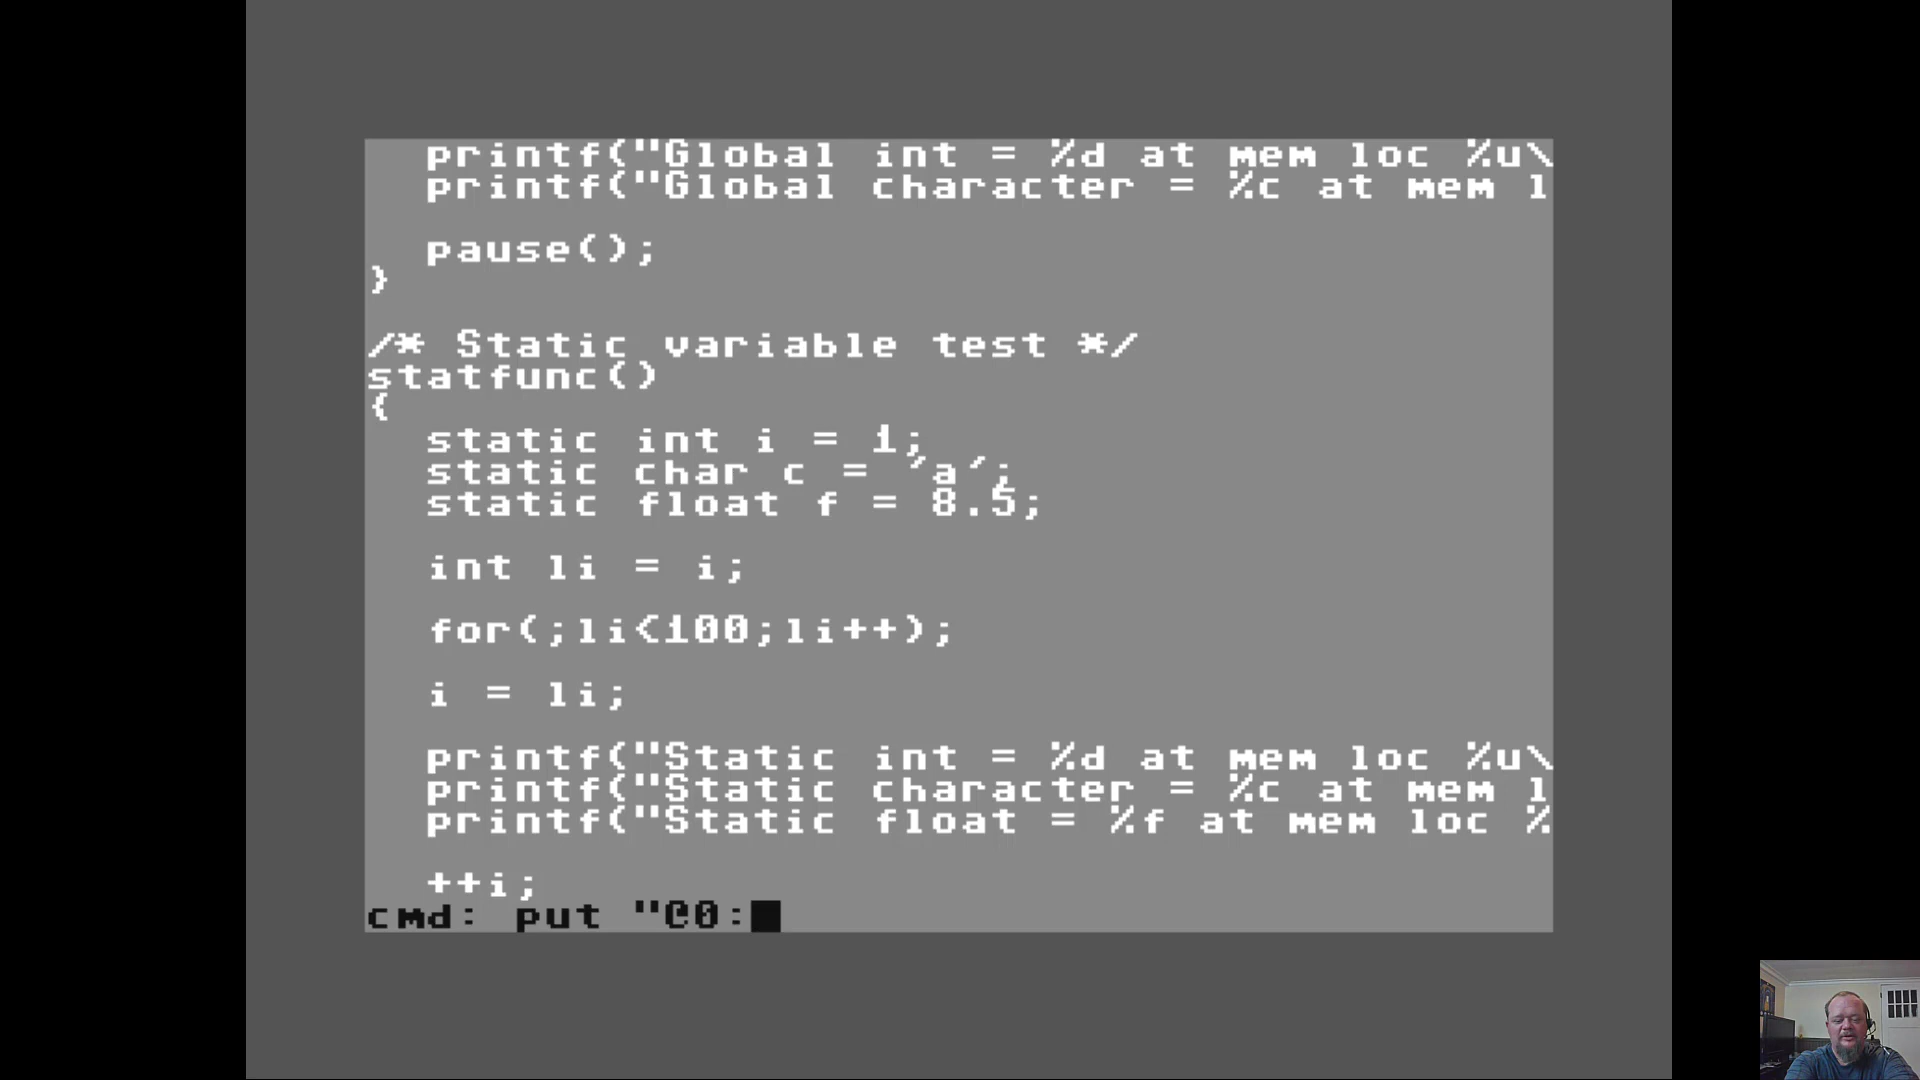 printf("Global int = %d at mem loc %u\
printf("Global character = %c at mem l
pause();
}
/* Static variable test */
statfunc()
{
static int i = 1;
static char c = 'a';
static float f = 8.5;
int li = i;
for(;li<100;li++);
i = li;
printf("Static int = %d at mem loc %u\
printf("Static character = %c at mem l
printf("Static float = %f at mem loc %
++i;
cmd: put "@0: